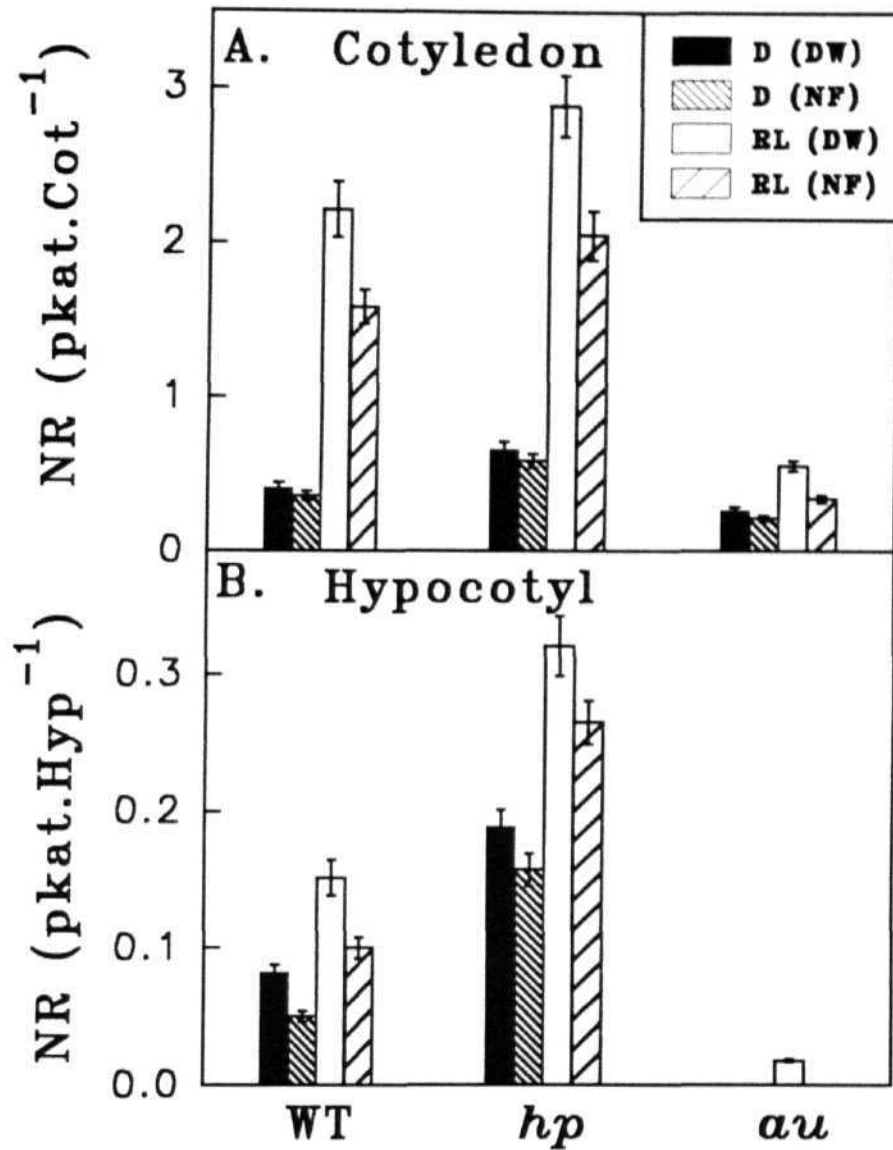 A. Cotyledon
D (DW)
D (NF)
RL (DW)
RL (NF)
NR (pkat.Cot⁻¹)
3
2
1
0
B. Hypocotyl
NR (pkat.Hyp⁻¹)
0.3
0.2
0.1
0.0
WT hp au